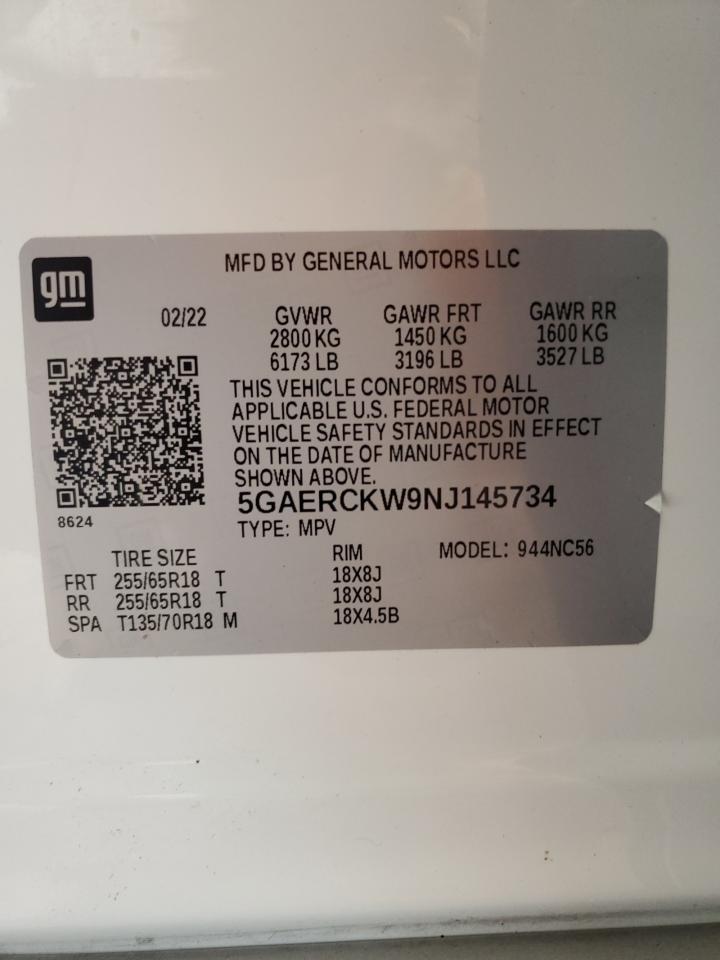 gm
MFD BY GENERAL MOTORS LLC
02/22 GVWR GAWR FRT GAWR RR
2800 KG 1450 KG 1600 KG
6173 LB 3196 LB 3527 LB
THIS VEHICLE CONFORMS TO ALL
APPLICABLE U.S. FEDERAL MOTOR
VEHICLE SAFETY STANDARDS IN EFFECT
ON THE DATE OF MANUFACTURE
SHOWN ABOVE.
5GAERCKW9NJ145734
8624
TYPE: MPV
TIRE SIZE RIM MODEL: 944NC56
FRT 255/65R18 T 18X8J
RR 255/65R18 T 18X8J
SPA T135/70R18 M 18X4.5B